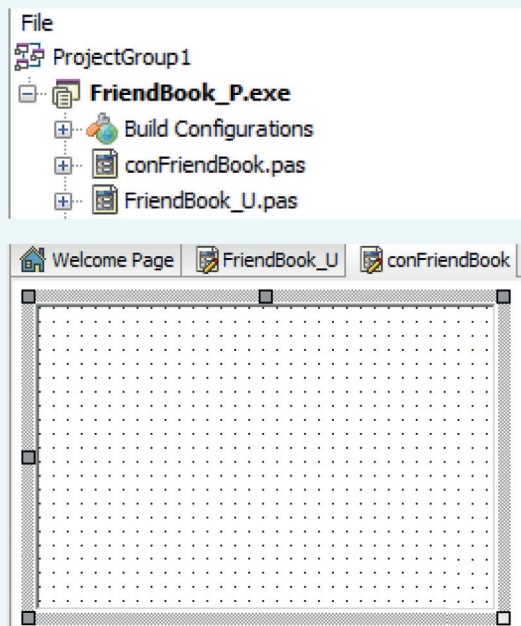 File
ProjectGroup1
FriendBook_P.exe
Build Configurations
conFriendBook.pas
FriendBook_U.pas
Welcome Page FriendBook_U conFriendBook